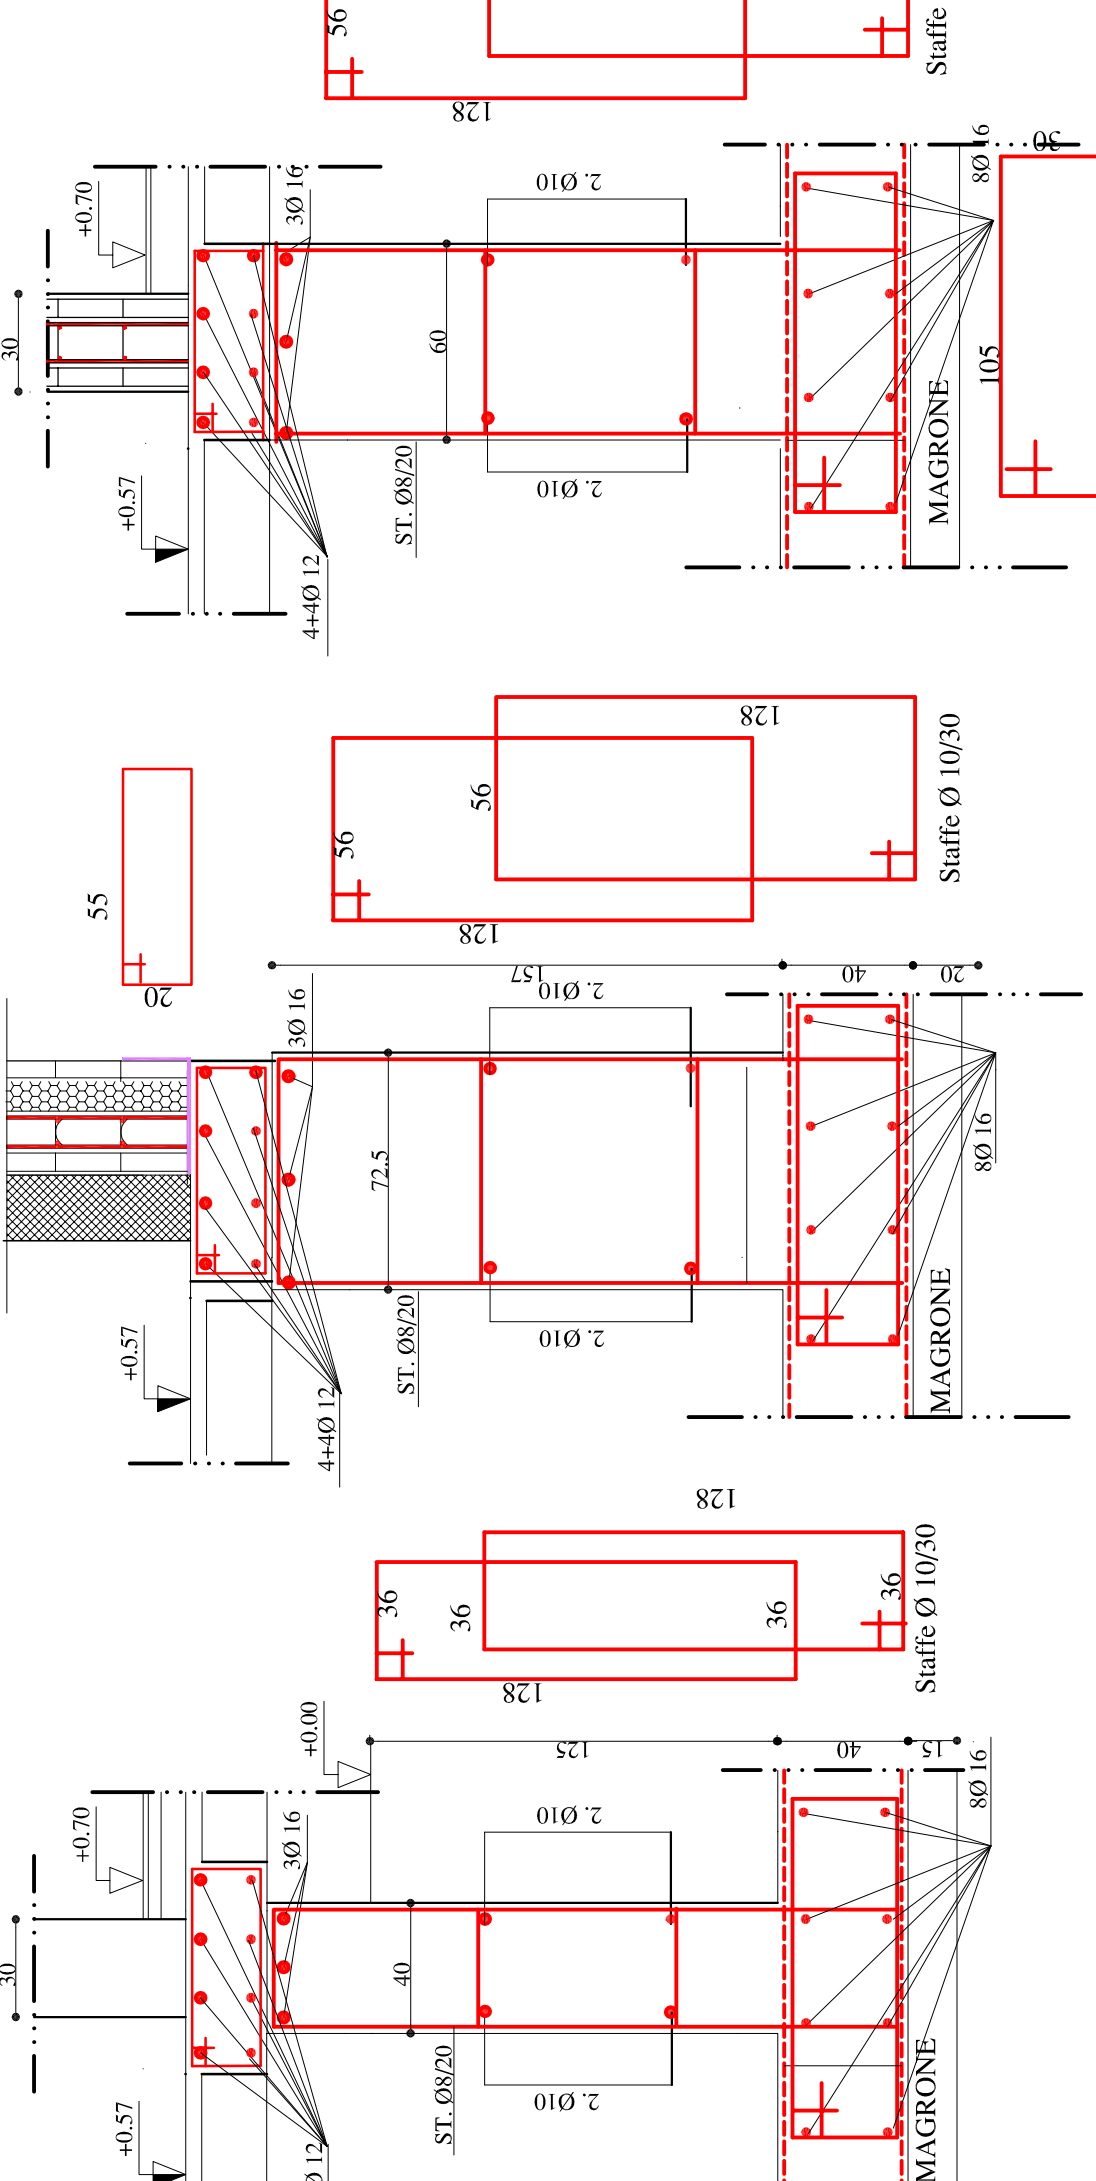 56
128
Staffe
+0.70
30
3Ø 16
2. Ø10
8Ø 16
30
60
105
+0.57
ST. Ø8/20
2. Ø10
MAGRONE
4+4Ø 12
128
56
56
Staffe Ø 10/30
55
20
128
157
40
20
3Ø 16
2. Ø10
72.5
8Ø 16
+0.57
ST. Ø8/20
2. Ø10
MAGRONE
4+4Ø 12
128
36
36
36
36
Staffe Ø 10/30
128
+0.00
125
40
15
+0.70
3Ø 16
2. Ø10
8Ø 16
30
40
+0.57
ST. Ø8/20
2. Ø10
MAGRONE
Ø 12